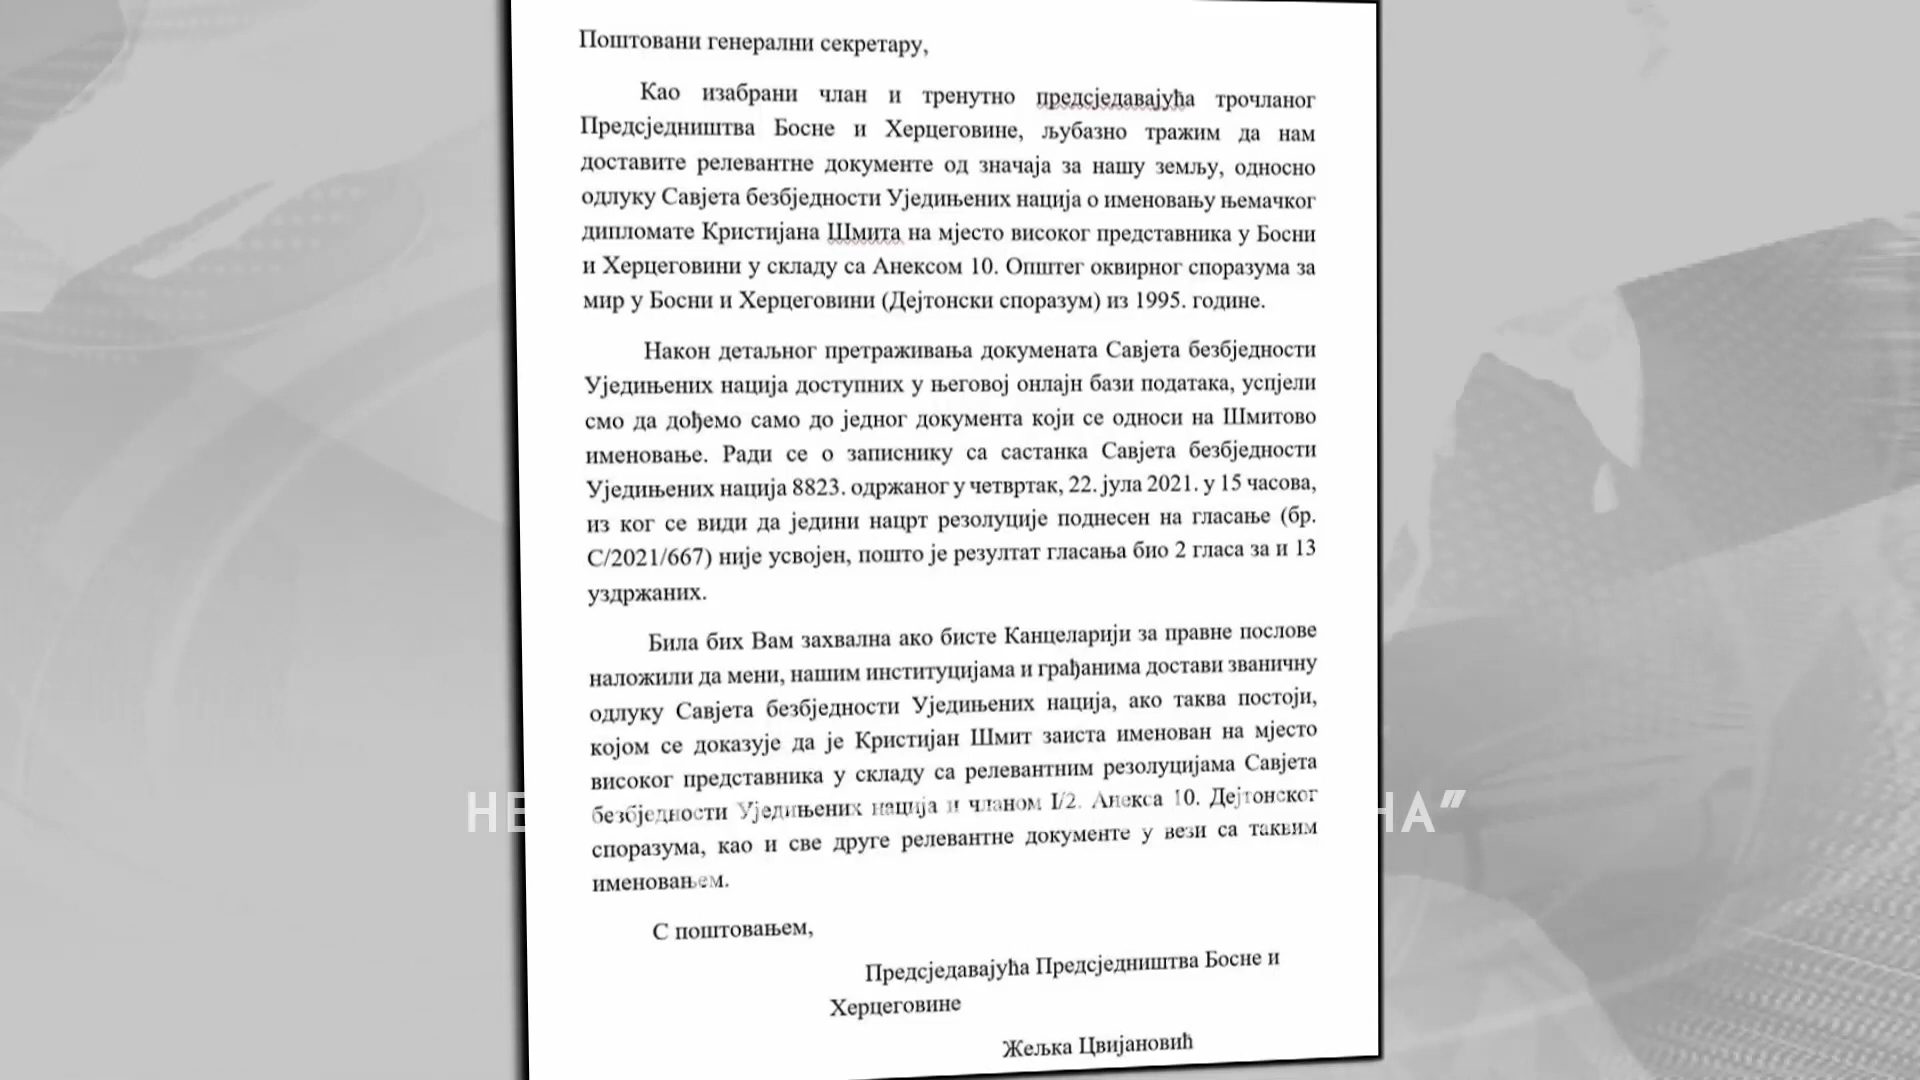 Поштовани генерални секретару,
Као изабрани члан и тренутно предсједавајућа трочланог
Предсједништва Босне и Херцеговине, љубазно тражим да нам
доставите релевантне документе од значаја за нашу земљу, односно
одлуку Савјета безбједности Уједињених нација о именовању њемачког
дипломате Кристијана Шмита на мјесто високог представника у Босни
и Херцеговини у складу са Анексом 10. Општег оквирног споразума за
мир у Босни и Херцеговини (Дејтонски споразум) из 1995. године.
Након детаљног претраживања докумената Савјета безбједности
Уједињених нација доступних у његовој онлајн бази података, успјели
смо да дођемо само до једног документа који се односи на Шмитово
именовање. Ради се о записнику са састанка Савјета безбједности
Уједињених нација 8823. одржаног у четвртак, 22. јула 2021. у 15 часова,
из ког се види да једини нацрт резолуције поднесен на гласање (бр.
С/2021/667) није усвојен, пошто је резултат гласања био 2 гласа за и 13
уздржаних.
Била бих Вам захвална ако бисте Канцеларији за правне послове
наложили да мени, нашим институцијама и грађанима достави званичну
одлуку Савјета безбједности Уједињених нација, ако таква постоји,
којом се доказује да је Кристијан Шмит заиста именован на мјесто
високог представника у складу са релевантним резолуцијама Савјета
безбједности Уједињених нација и чланом I/2. Анекса 10. Дејтонског
споразума, као и све друге релевантне документе у вези са таквим
именовањем.
С поштовањем,
Предсједавајућа Предсједништва Босне и
Херцеговине
Жељка Цвијановић